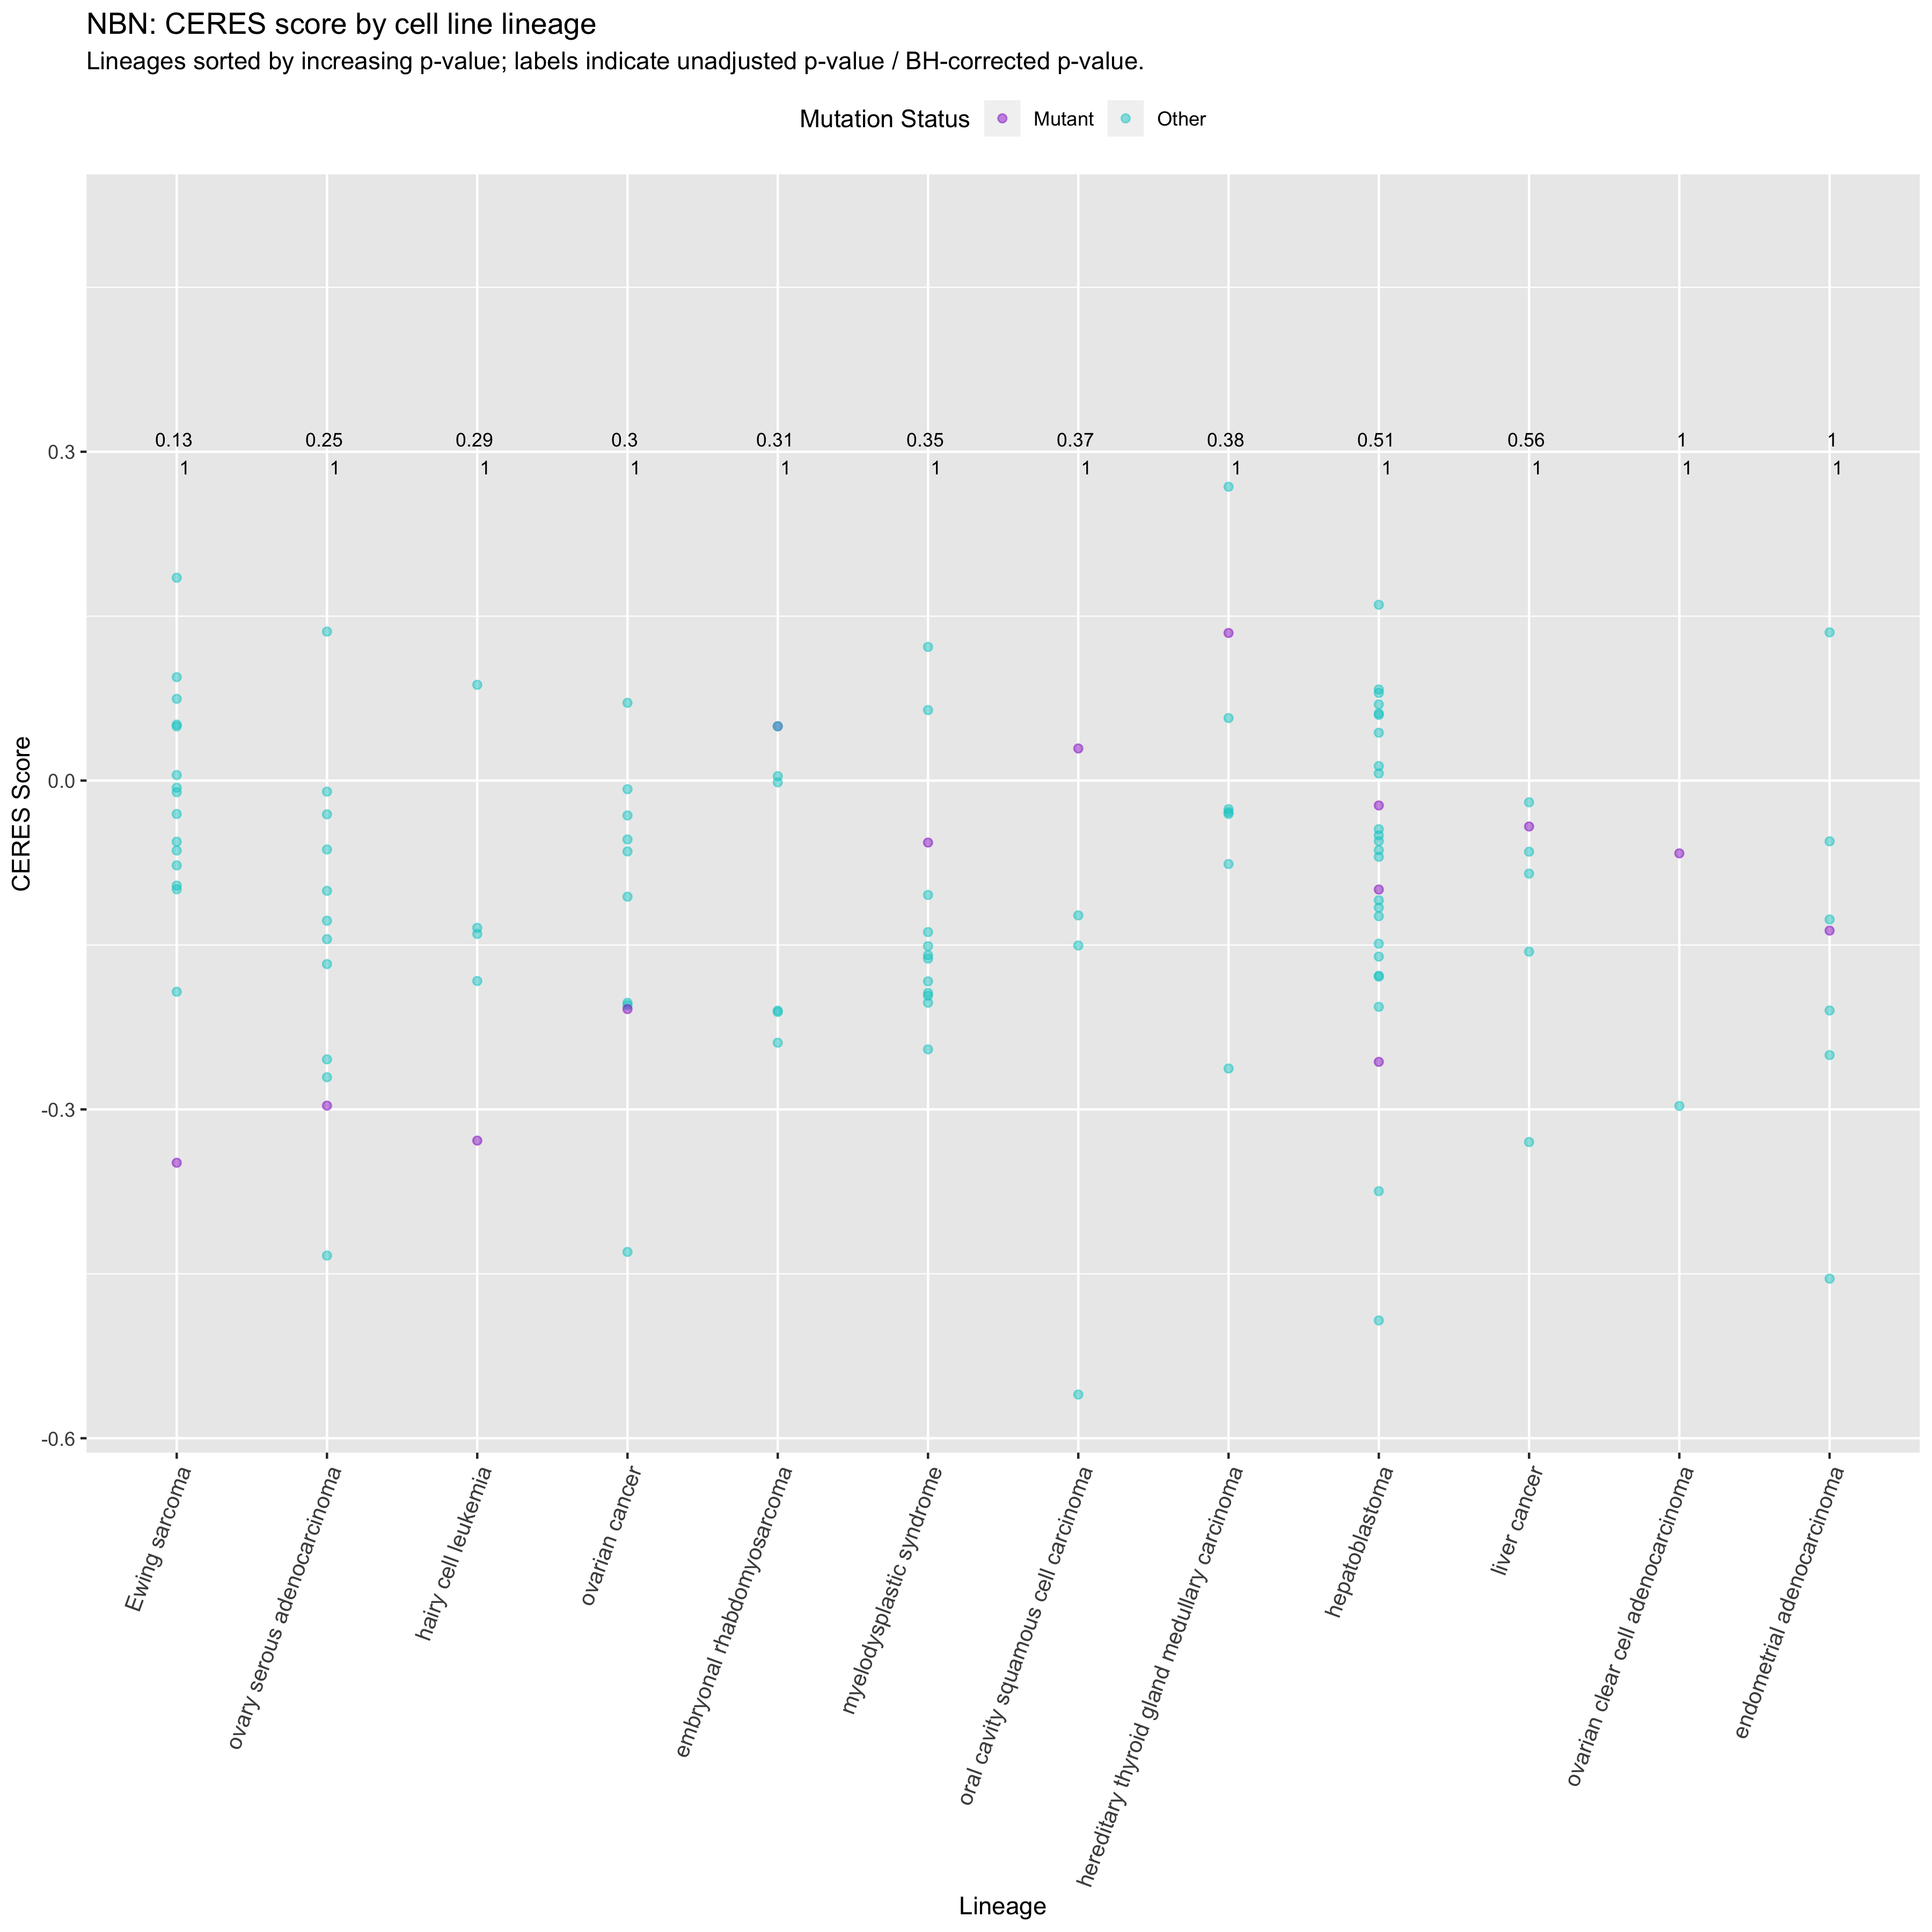 NBN: CERES score by cell line lineage
Lineages sorted by increasing p-value; labels indicate unadjusted p-value / BH-corrected p-value.
Mutation Status Mutant Other
0.13 0.25 0.29 0.3 0.31 0.35 0.37 0.38 0.51 0.56 1 1
1 1 1 1 1 1 1 1 1 1 1 1
0.3
0.0
-0.3
-0.6
CERES Score
Ewing sarcoma
ovary serous adenocarcinoma
hairy cell leukemia
ovarian cancer
embryonal rhabdomyosarcoma
myelodysplastic syndrome
oral cavity squamous cell carcinoma
hereditary thyroid gland medullary carcinoma
hepatoblastoma
liver cancer
ovarian clear cell adenocarcinoma
endometrial adenocarcinoma
Lineage